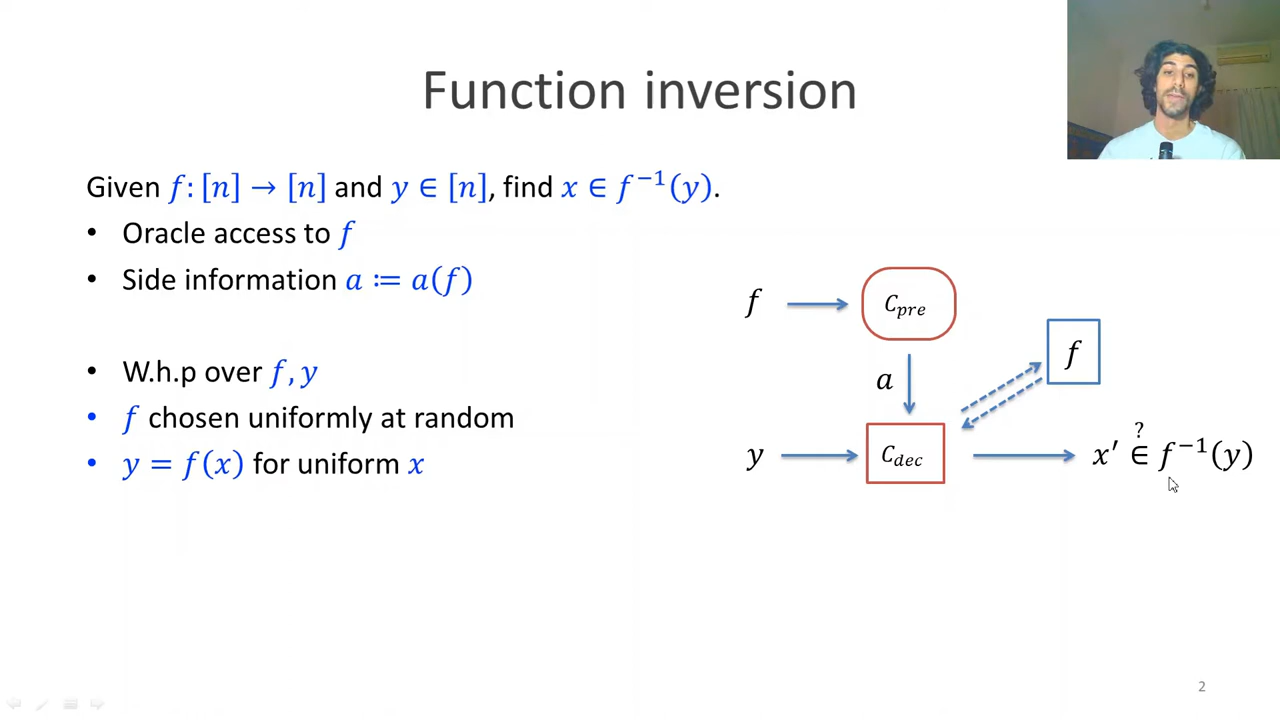 Function inversion
Given f: [n] → [n] and y ∈ [n], find x ∈ f⁻¹(y).
• Oracle access to f
• Side information a ≔ a(f)
• W.h.p over f, y
• f chosen uniformly at random
• y = f(x) for uniform x
f
C_pre
f
a
y
C_dec
x′ ∈? f⁻¹(y)
2